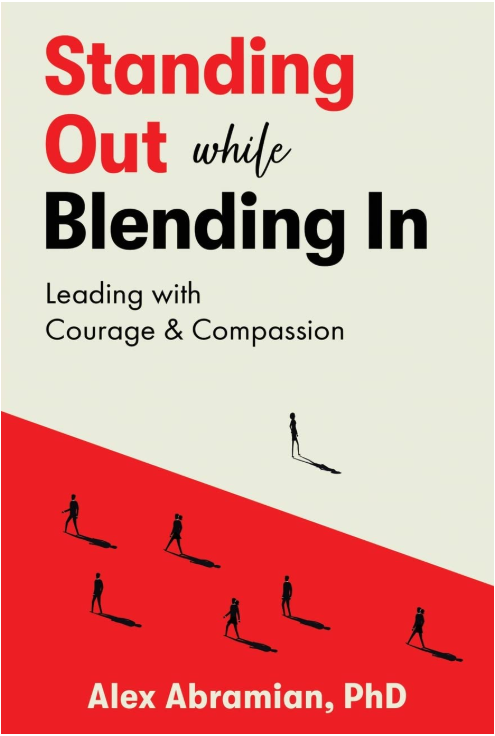 Standing
Out while
Blending In
Leading with
Courage & Compassion
Alex Abramian, PhD